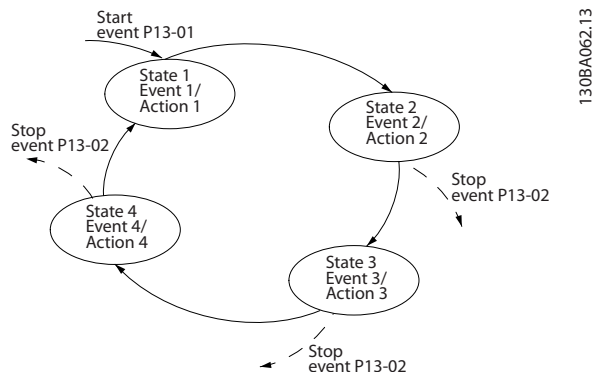 Start
event P13-01
State 1
Event 1/
Action 1
State 2
Event 2/
Action 2
Stop
event P13-02
Stop
event P13-02
State 4
Event 4/
Action 4
State 3
Event 3/
Action 3
Stop
event P13-02
130BA062.13